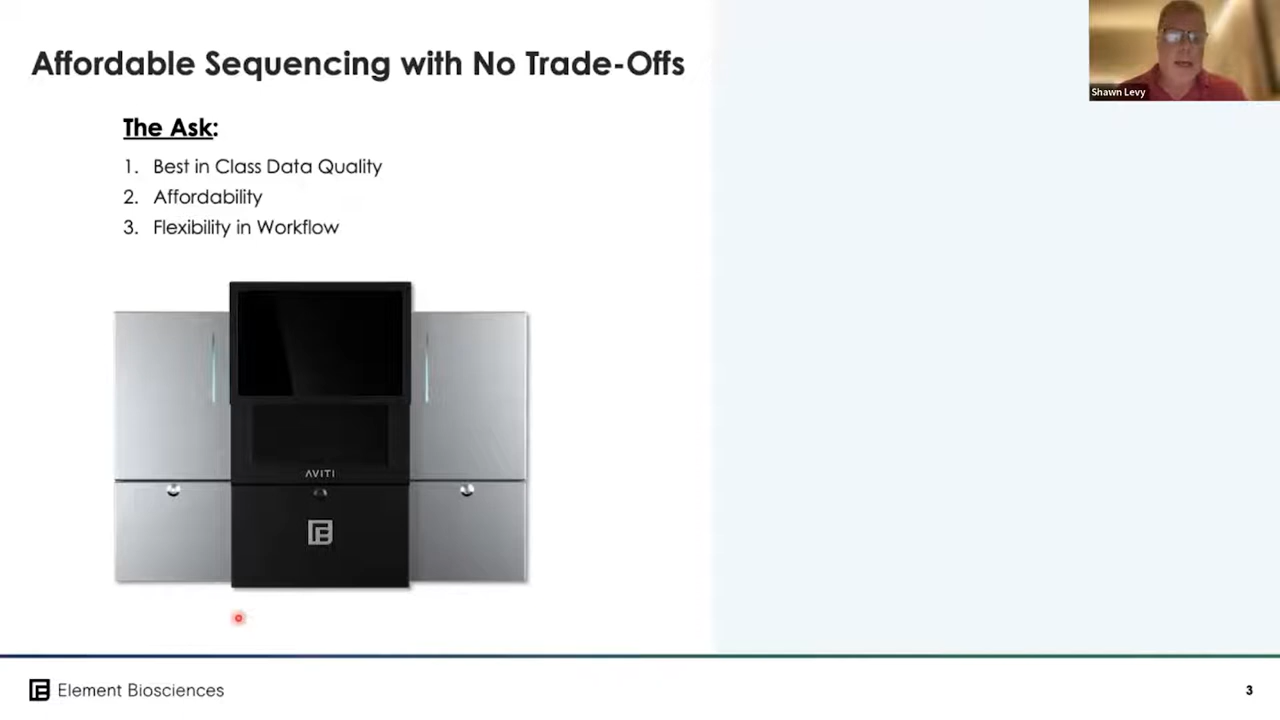 Affordable Sequencing with No Trade-Offs
Shawn Levy
The Ask:
1. Best in Class Data Quality
2. Affordability
3. Flexibility in Workflow
AVITI
Element Biosciences
3